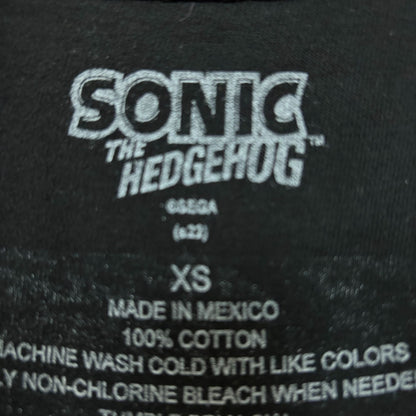 SONIC
THE
HEDGEHOG™
©SEGA
(s22)
XS
MADE IN MEXICO
100% COTTON
MACHINE WASH COLD WITH LIKE COLORS
NON-CHLORINE BLEACH WHEN NEEDED